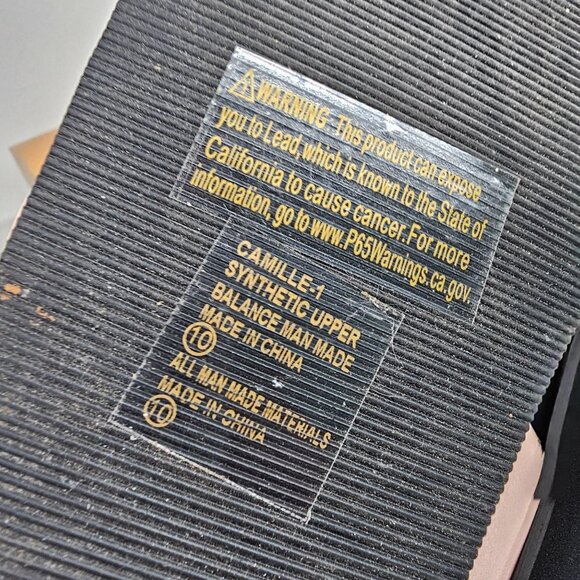 ⚠WARNING: This product can expose
you to Lead, which is known to the State of
California to cause cancer. For more
information, go to www.P65Warnings.ca.gov.
CAMILLE-1
SYNTHETIC UPPER
BALANCE MAN MADE
MADE IN CHINA
10
ALL MAN MADE MATERIALS
MADE IN CHINA
10